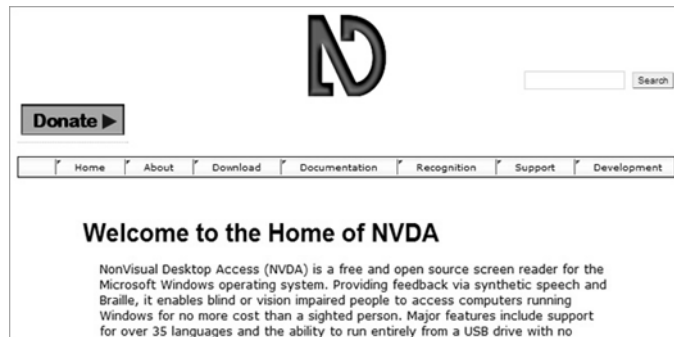 Search
Donate
Home About Download Documentation Recognition Support Development
Welcome to the Home of NVDA
NonVisual Desktop Access (NVDA) is a free and open source screen reader for the
Microsoft Windows operating system. Providing feedback via synthetic speech and
Braille, it enables blind or vision impaired people to access computers running
Windows for no more cost than a sighted person. Major features include support
for over 35 languages and the ability to run entirely from a USB drive with no